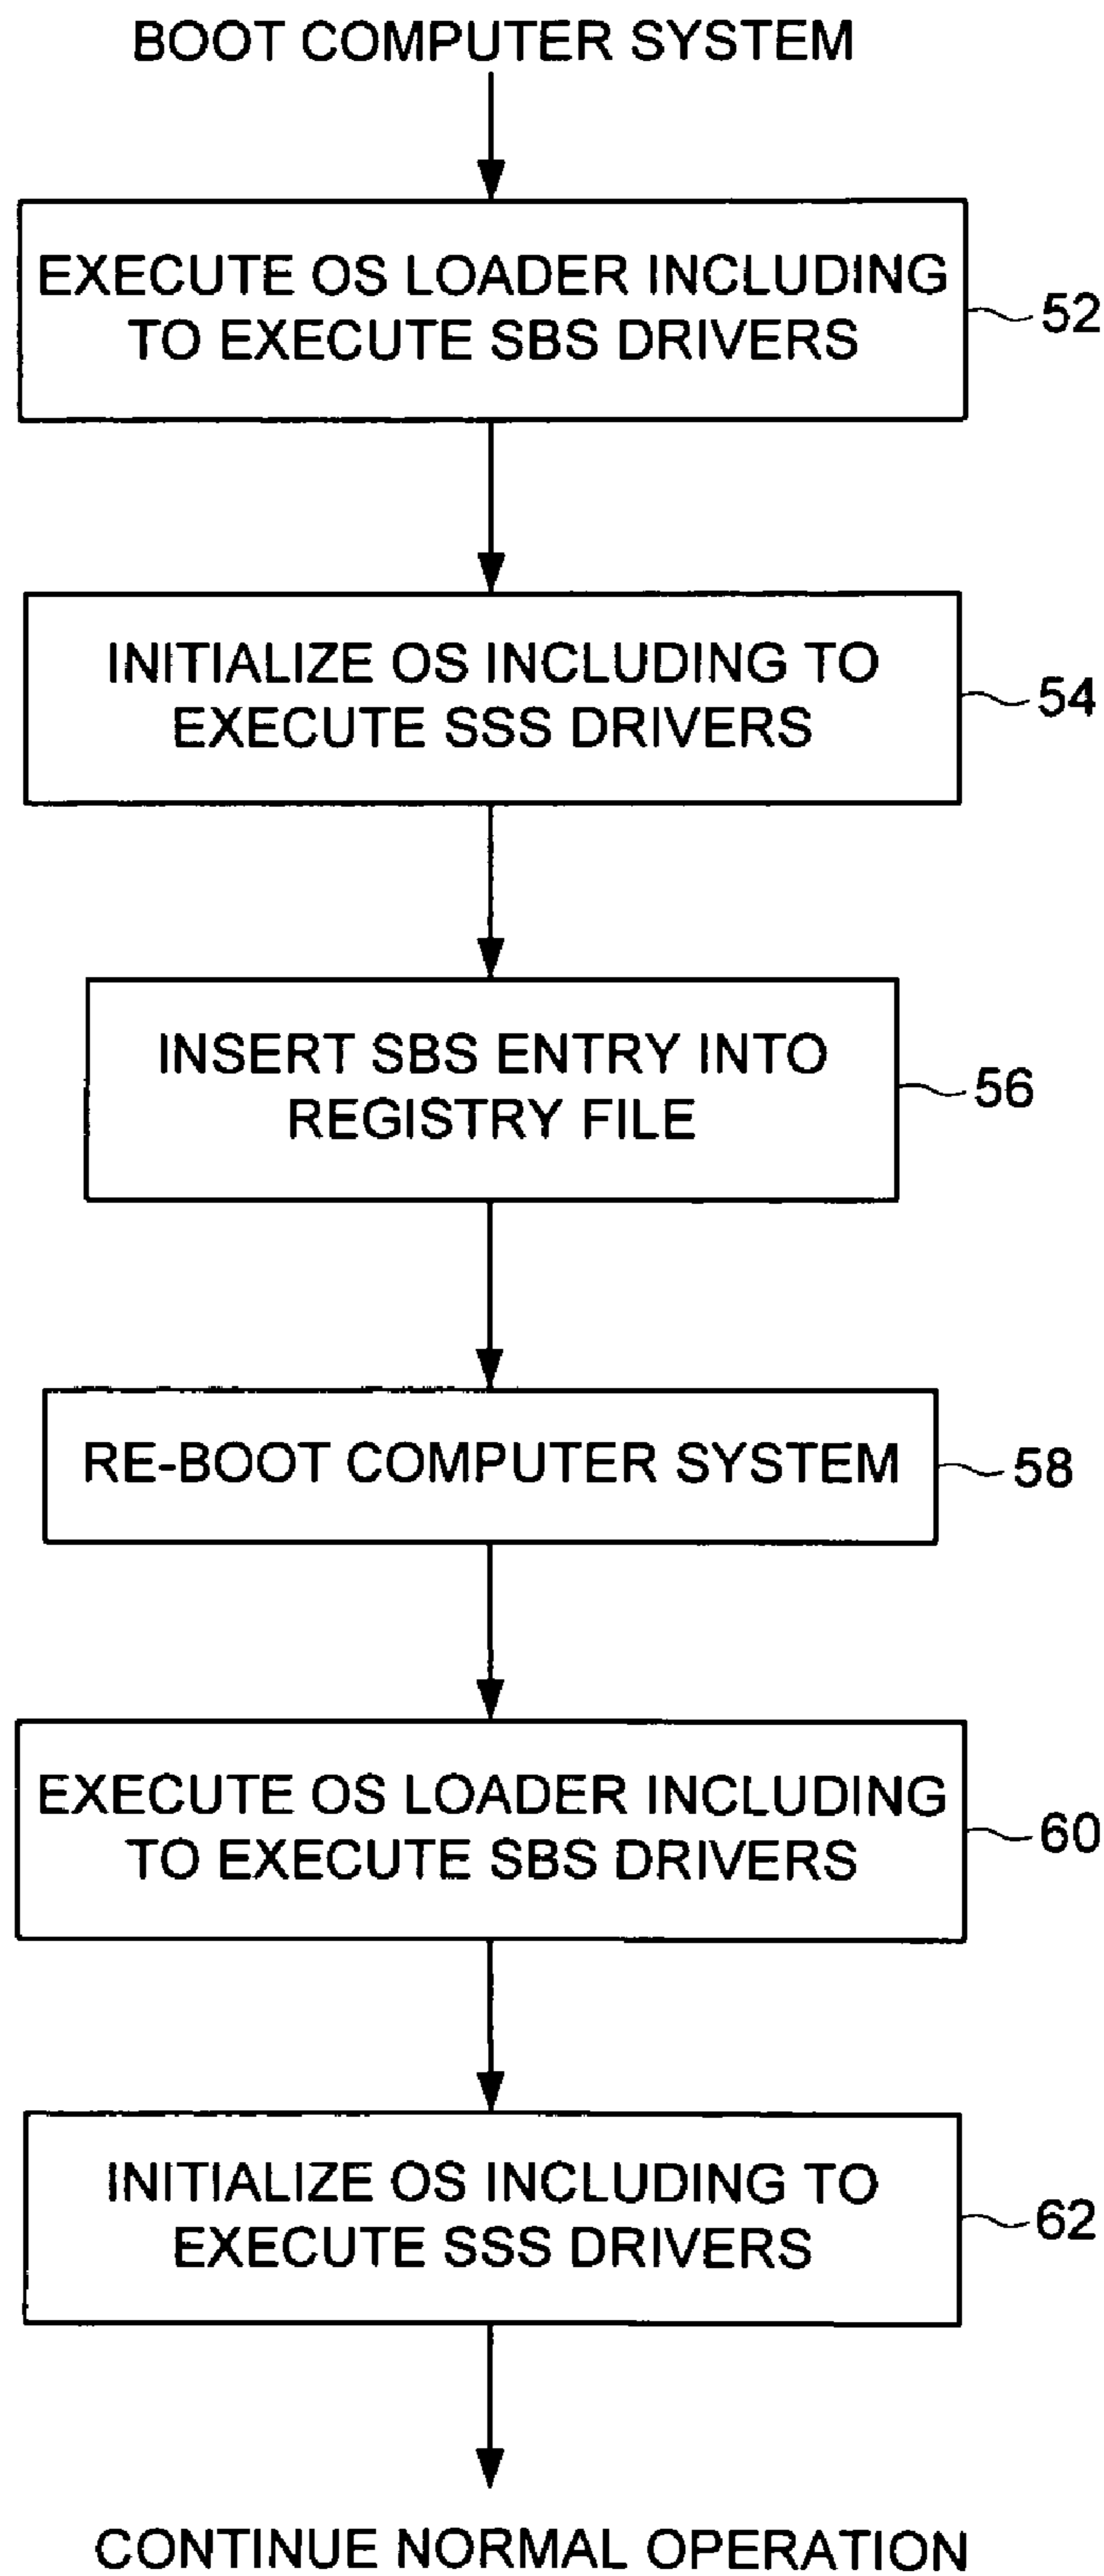 BOOT COMPUTER SYSTEM
EXECUTE OS LOADER INCLUDING
TO EXECUTE SBS DRIVERS
52
INITIALIZE OS INCLUDING TO
EXECUTE SSS DRIVERS
54
INSERT SBS ENTRY INTO
REGISTRY FILE
56
RE-BOOT COMPUTER SYSTEM
58
EXECUTE OS LOADER INCLUDING
TO EXECUTE SBS DRIVERS
60
INITIALIZE OS INCLUDING TO
EXECUTE SSS DRIVERS
62
CONTINUE NORMAL OPERATION